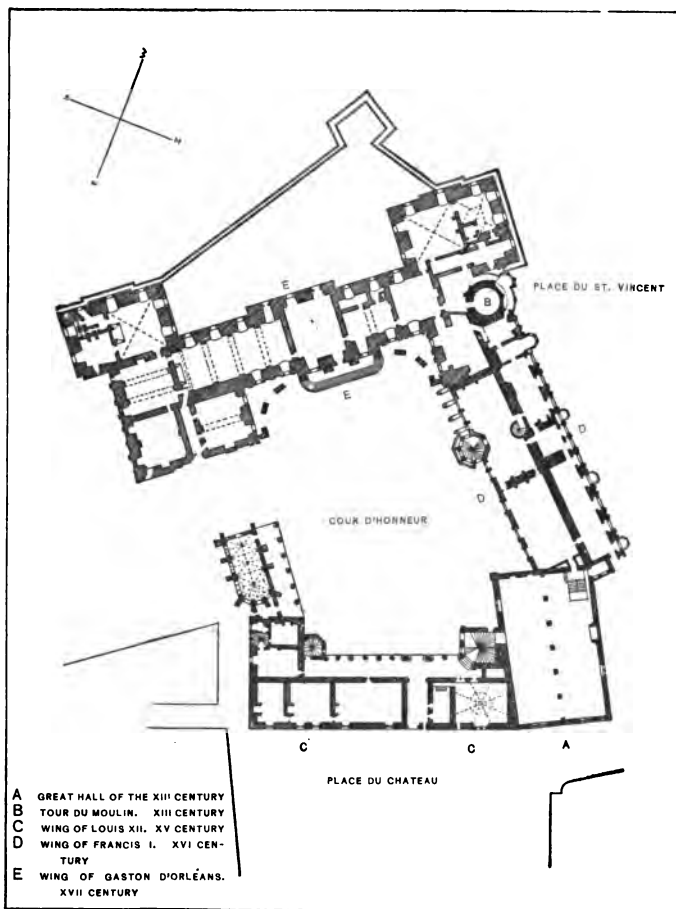 E
PLACE DU ST. VINCENT
B
E
D
D
COUR D'HONNEUR
C
C
A
PLACE DU CHATEAU
A GREAT HALL OF THE XIII CENTURY
B TOUR DU MOULIN. XIII CENTURY
C WING OF LOUIS XII. XV CENTURY
D WING OF FRANCIS I. XVI CEN-
TURY
E WING OF GASTON D'ORLÉANS.
XVII CENTURY